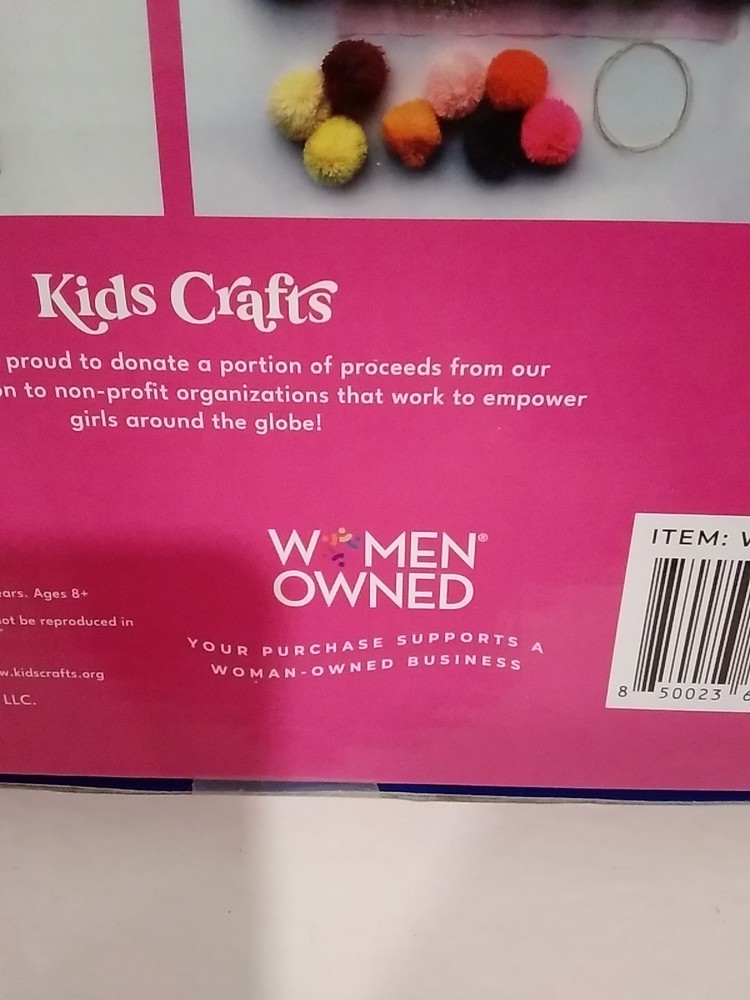 Kids Crafts
proud to donate a portion of proceeds from our
on to non-profit organizations that work to empower
girls around the globe!
WOMEN®
OWNED
YOUR PURCHASE SUPPORTS A
WOMAN-OWNED BUSINESS
ears. Ages 8+
not be reproduced in
w.kidscrafts.org
LLC.
ITEM: W
8 50023 6